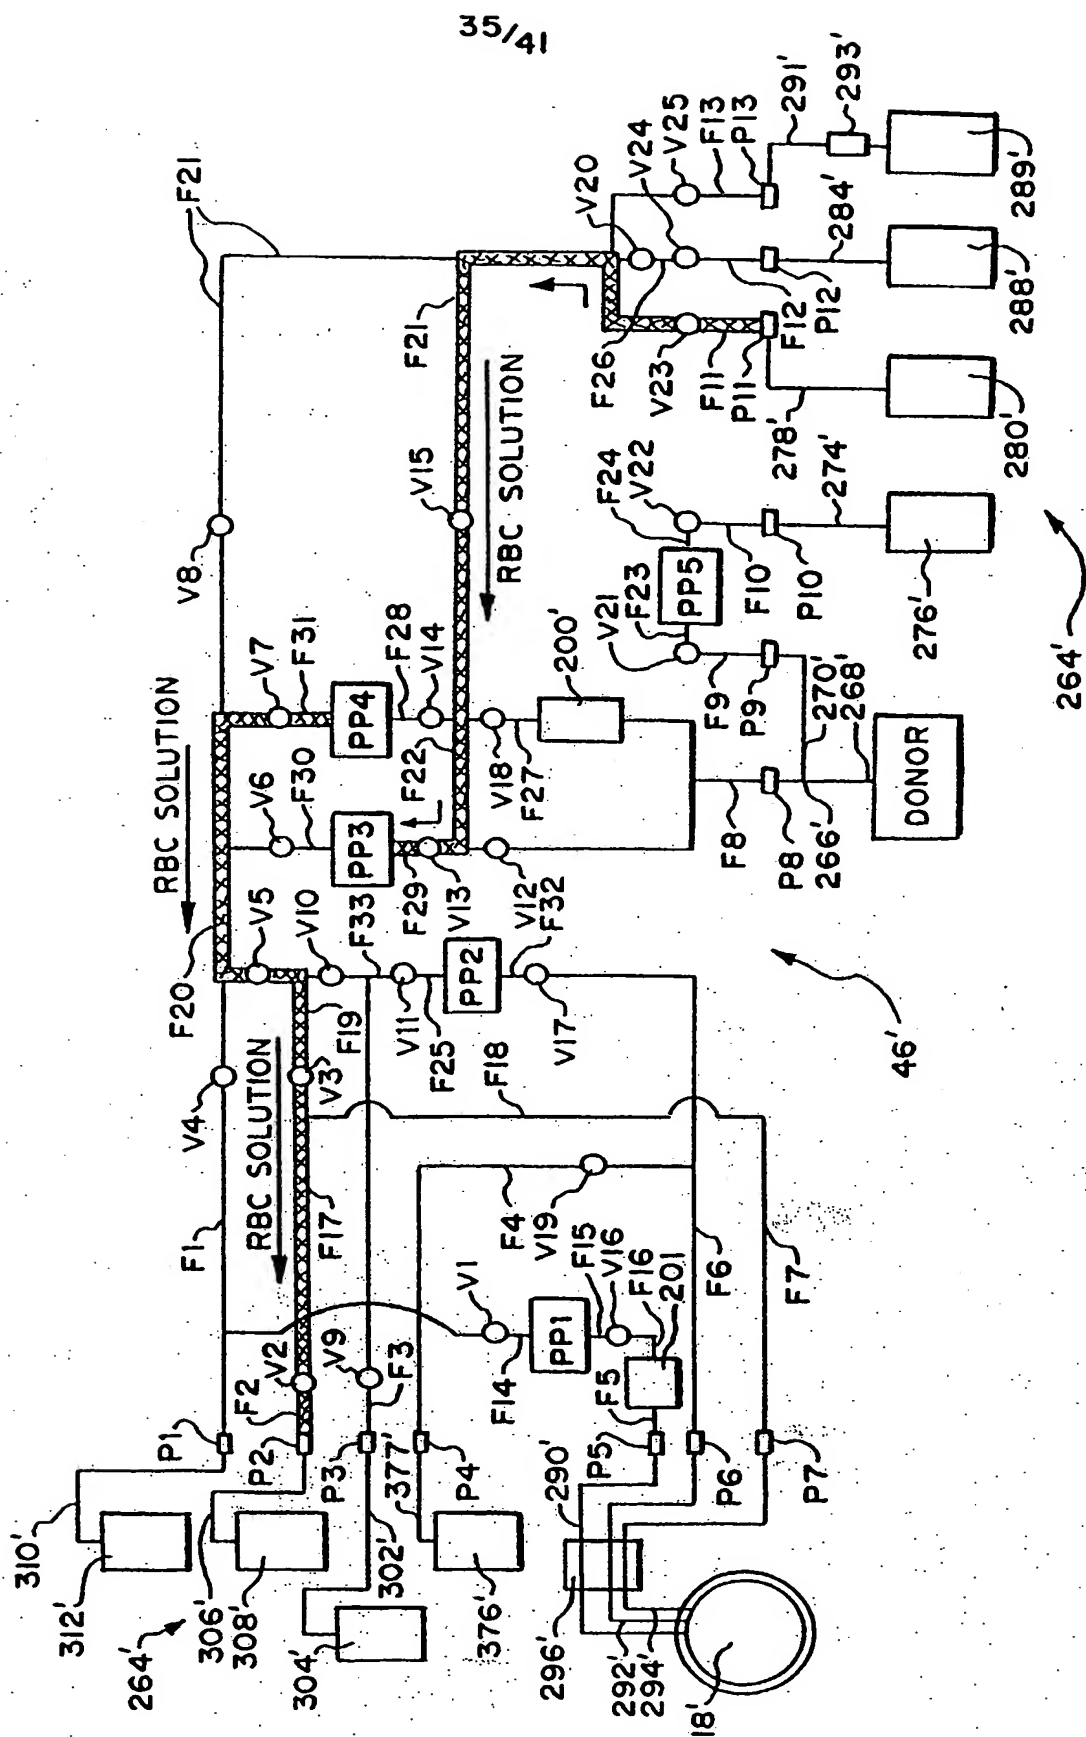 35/41
310'
312'
264'
306'
308'
304'
302'
377'
376'
290'
296'
292'
294'
18'
P1
P2
P3
P4
P5
P6
P7
F1
F2
V2
V9
F3
F14
V1
PP1
F15
V16
F16
201
F5
F4
V19
F6
F7
F17
F18
RBC SOLUTION
V4
V3'
F19
F20
V5
V10
F33
V11
F25
PP2
F32
V17
46'
RBC SOLUTION
V6
F30
PP3
F29
V13
V12
V7
F31
PP4
F28
V14
F22
V18
F27
200'
F8
P8
266'
DONOR
268'
270'
P9
F9
V21
F23
PP5
F24
V22
F10
P10
274'
276'
264'
V8
F21
V15
RBC SOLUTION
F21
F26
V23
F11
P11
278'
280'
V20
V24
F12
P12
284'
288'
V25
F13
P13
291'
293'
289'